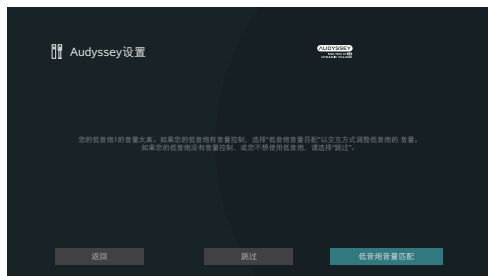 Audyssey设置
AUDYSSEY
MULTEQ XT32
DYNAMIC VOLUME
您的低音炮1的音量太高。如果您的低音炮有音量控制，选择"低音炮音量匹配"以交互方式调整低音炮的 音量。
如果您的低音炮没有音量控制，或您不想使用低音炮，请选择"跳过"。
返回
跳过
低音炮音量匹配